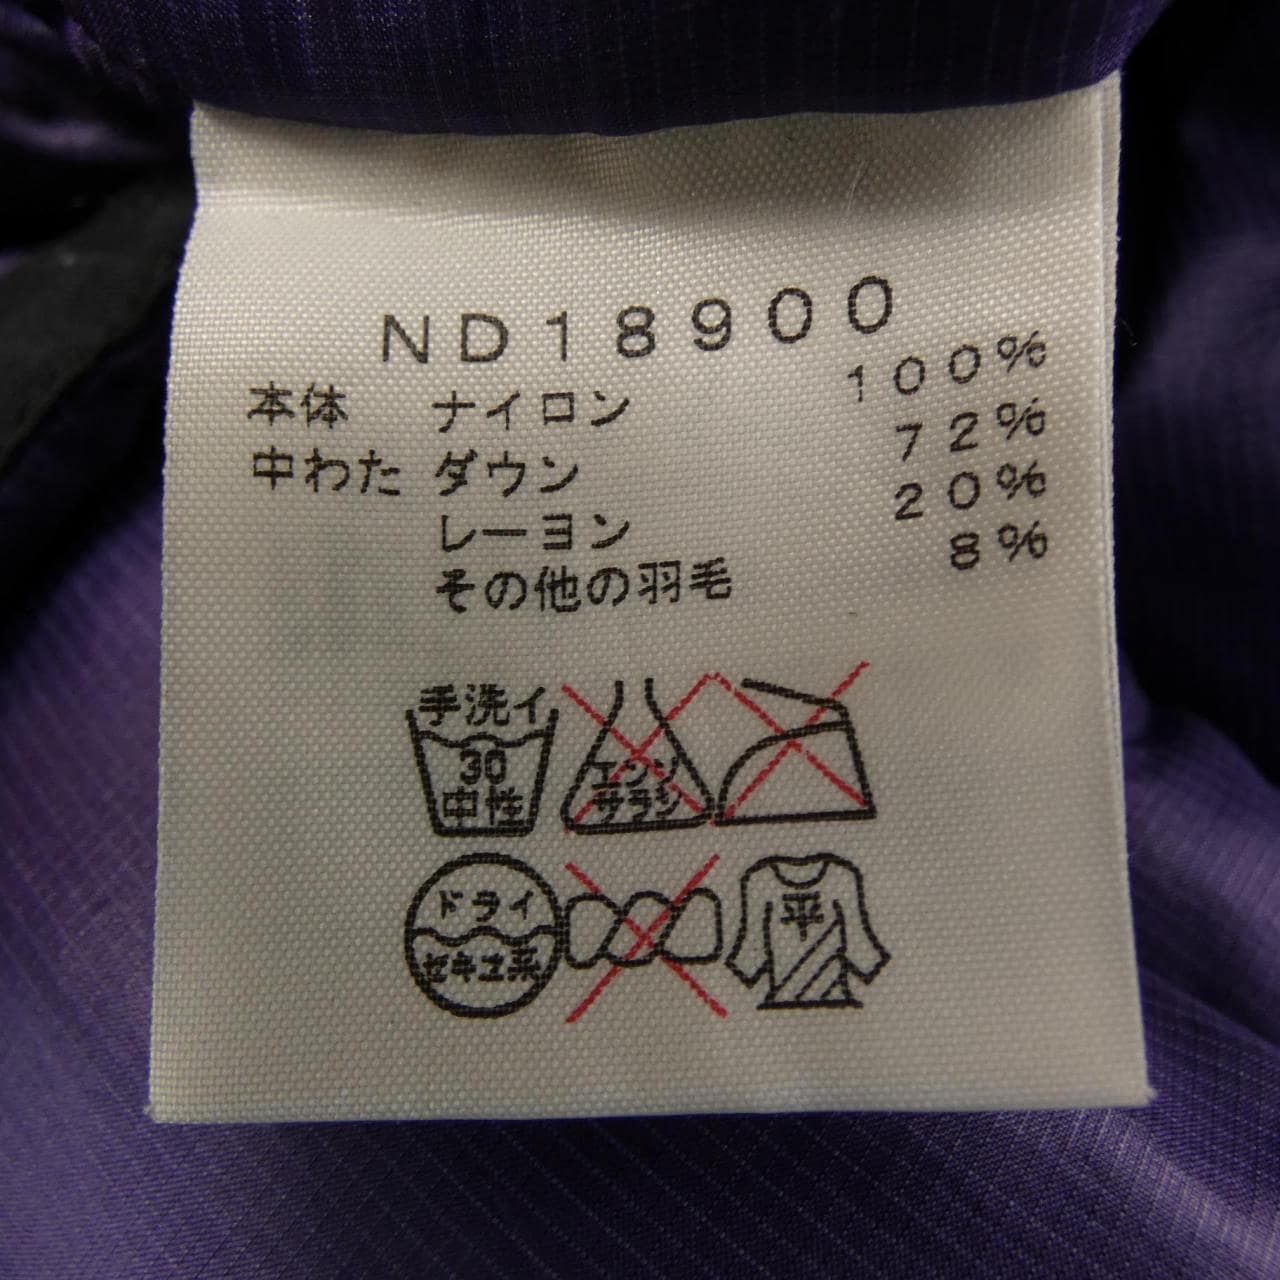 ND18900
本体 ナイロン 100%
中わた ダウン 72%
レーヨン 20%
その他の羽毛 8%
手洗イ
30
中性
エンソ
サラシ
ドライ
セキユ系
平